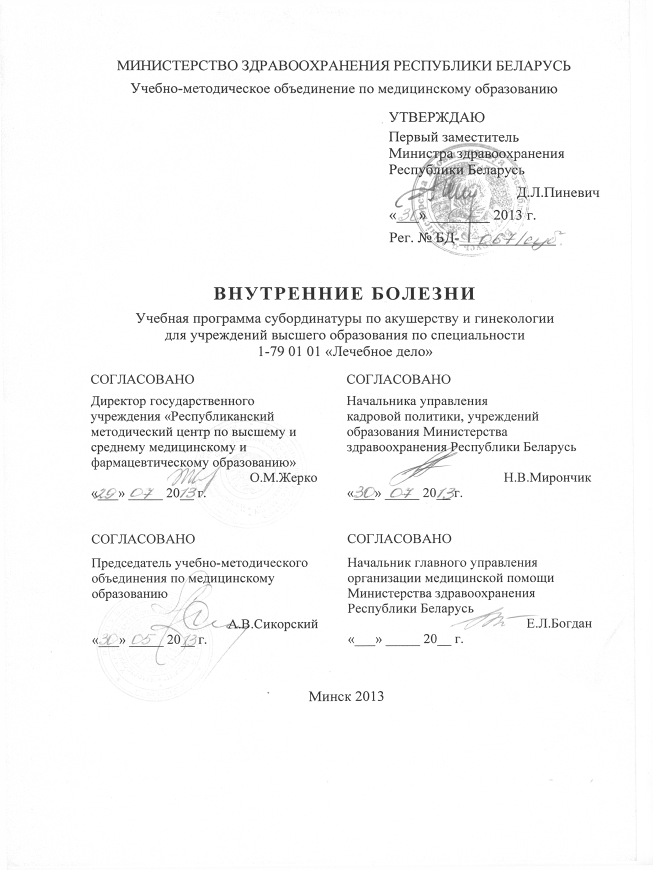 МИНИСТЕРСТВО ЗДРАВООХРАНЕНИЯ РЕСПУБЛИКИ БЕЛАРУСЬ
Учебно-методическое объединение по медицинскому образованию
УТВЕРЖДАЮ
Первый заместитель
Министра здравоохранения
Республики Беларусь
Д.Л.Пиневич
«30» 2013 г.
Рег. № БД- 067/суб.
ВНУТРЕННИЕ БОЛЕЗНИ
Учебная программа субординатуры по акушерству и гинекологии
для учреждений высшего образования по специальности
1-79 01 01 «Лечебное дело»
СОГЛАСОВАНО
Директор государственного
учреждения «Республиканский
методический центр по высшему и
среднему медицинскому и
фармацевтическому образованию»
О.М.Жерко
«29» 07 2013 г.
СОГЛАСОВАНО
Начальника управления
кадровой политики, учреждений
образования Министерства
здравоохранения Республики Беларусь
Н.В.Мирончик
«30» 07 2013г.
СОГЛАСОВАНО
Председатель учебно-методического
объединения по медицинскому
образованию
А.В.Сикорский
«30» 05 2013 г.
СОГЛАСОВАНО
Начальник главного управления
организации медицинской помощи
Министерства здравоохранения
Республики Беларусь
Е.Л.Богдан
«___» _____ 20__ г.
Минск 2013